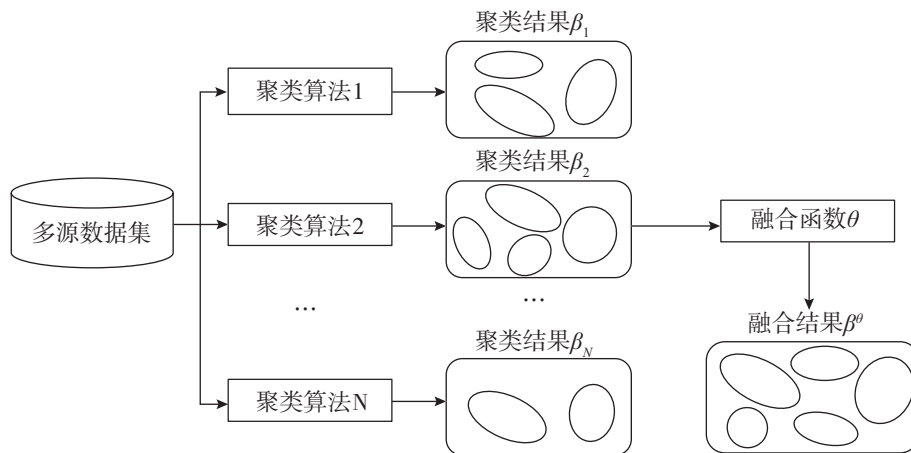 聚类结果β₁
聚类算法1
聚类结果β₂
多源数据集
聚类算法2
融合函数θ
...
...
融合结果β^θ
聚类结果β_N
聚类算法N